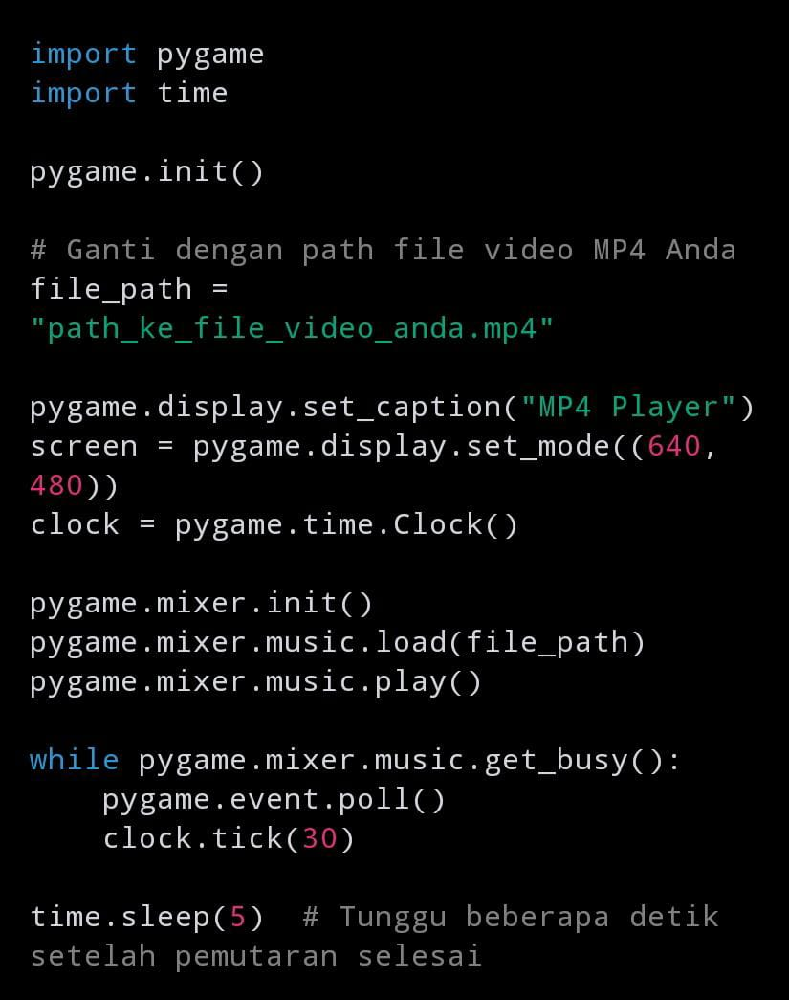 import pygame
import time
pygame.init()
# Ganti dengan path file video MP4 Anda
file_path =
"path_ke_file_video_anda.mp4"
pygame.display.set_caption("MP4 Player")
screen = pygame.display.set_mode((640,
480))
clock = pygame.time.Clock()
pygame.mixer.init()
pygame.mixer.music.load(file_path)
pygame.mixer.music.play()
while pygame.mixer.music.get_busy():
    pygame.event.poll()
    clock.tick(30)
time.sleep(5)  # Tunggu beberapa detik
setelah pemutaran selesai